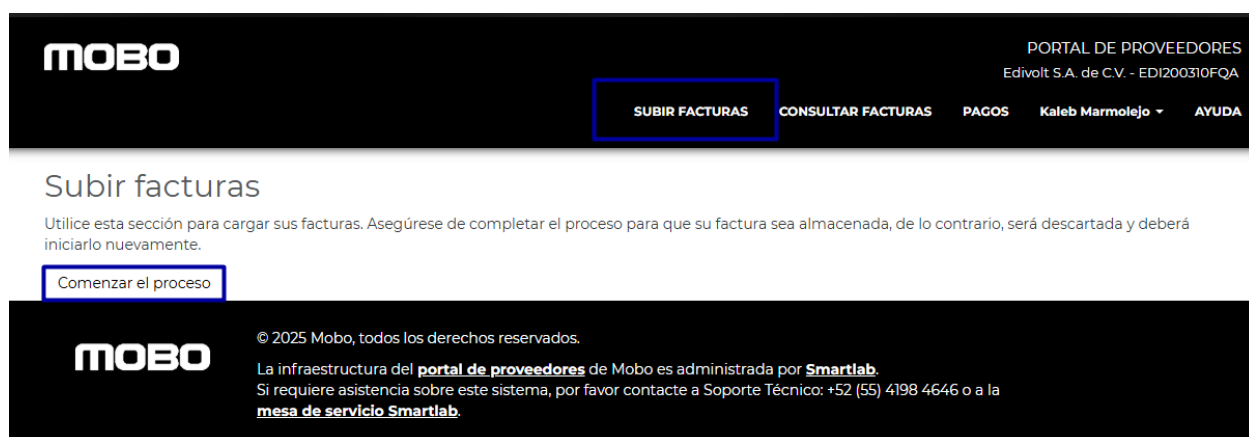 MOBO
PORTAL DE PROVEEDORES
Edivolt S.A. de C.V. - EDI200310FQA
SUBIR FACTURAS CONSULTAR FACTURAS PAGOS Kaleb Marmolejo AYUDA
Subir facturas
Utilice esta sección para cargar sus facturas. Asegúrese de completar el proceso para que su factura sea almacenada, de lo contrario, será descartada y deberá
iniciarlo nuevamente.
Comenzar el proceso
MOBO
© 2025 Mobo, todos los derechos reservados.
La infraestructura del portal de proveedores de Mobo es administrada por Smartlab.
Si requiere asistencia sobre este sistema, por favor contacte a Soporte Técnico: +52 (55) 4198 4646 o a la
mesa de servicio Smartlab.